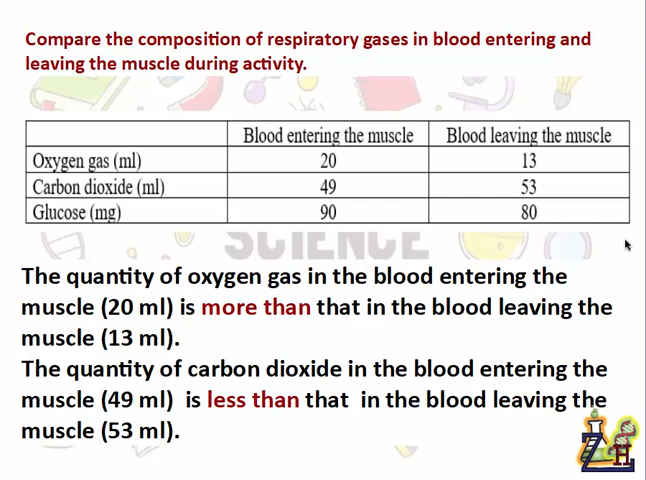 Compare the composition of respiratory gases in blood entering and
leaving the muscle during activity.
Blood entering the muscle Blood leaving the muscle
Oxygen gas (ml) 20 13
Carbon dioxide (ml) 49 53
Glucose (mg) 90 80
SCIENCE
The quantity of oxygen gas in the blood entering the
muscle (20 ml) is more than that in the blood leaving the
muscle (13 ml).
The quantity of carbon dioxide in the blood entering the
muscle (49 ml) is less than that in the blood leaving the
muscle (53 ml).
Z H